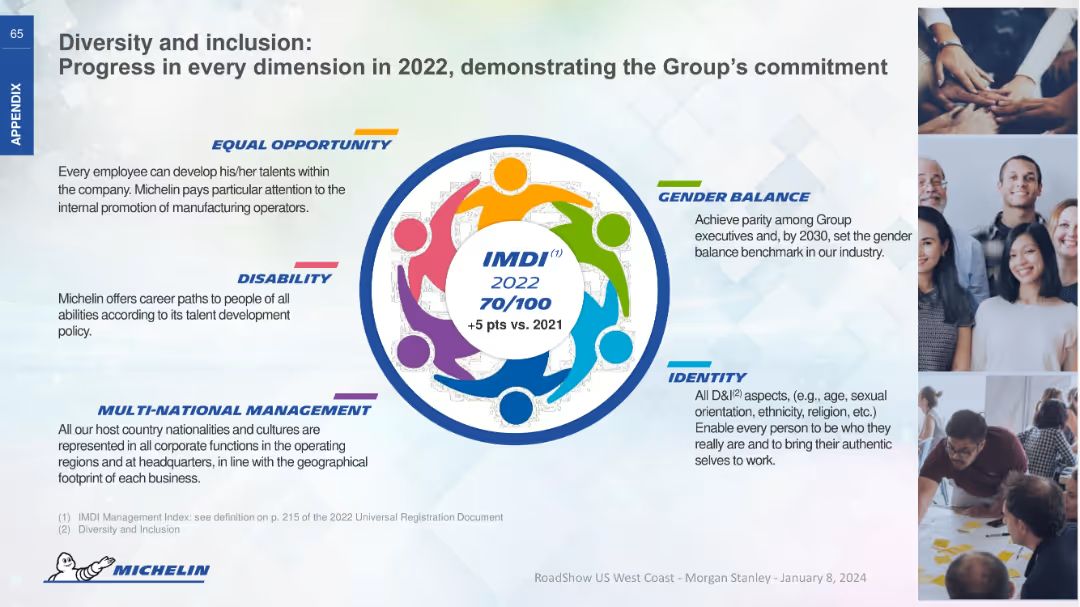 65
APPENDIX
Diversity and inclusion:
Progress in every dimension in 2022, demonstrating the Group's commitment
EQUAL OPPORTUNITY
Every employee can develop his/her talents within
the company. Michelin pays particular attention to the
internal promotion of manufacturing operators.
DISABILITY
Michelin offers career paths to people of all
abilities according to its talent development
policy.
MULTI-NATIONAL MANAGEMENT
All our host country nationalities and cultures are
represented in all corporate functions in the operating
regions and at headquarters, in line with the geographical
footprint of each business.
IMDI (1)
2022
70/100
+5 pts vs. 2021
GENDER BALANCE
Achieve parity among Group
executives and, by 2030, set the gender
balance benchmark in our industry.
IDENTITY
All D&I(2) aspects, (e.g., age, sexual
orientation, ethnicity, religion, etc.)
Enable every person to be who they
really are and to bring their authentic
selves to work.
(1) IMDI Management Index: see definition on p. 215 of the 2022 Universal Registration Document
(2) Diversity and Inclusion
MICHELIN
RoadShow US West Coast - Morgan Stanley - January 8, 2024